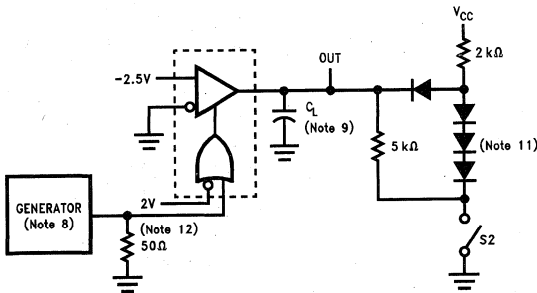 VCC
2 kΩ
OUT
-2.5V
CL
(Note 9)
5 kΩ
(Note 11)
2V
GENERATOR
(Note 8)
(Note 12)
50Ω
S2